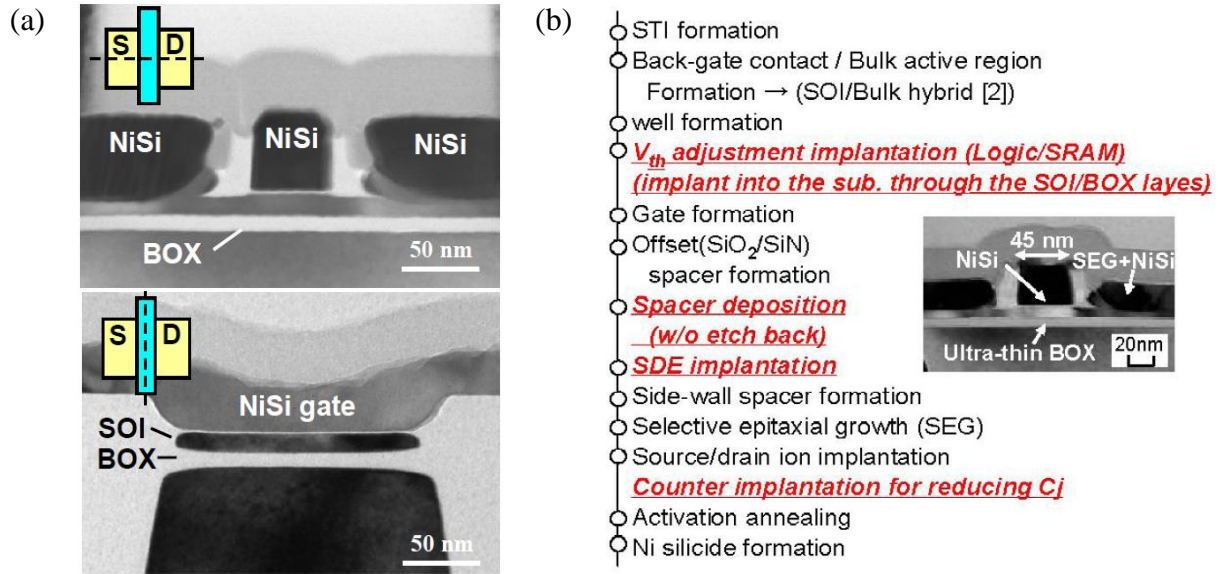 (a)
S D
NiSi NiSi NiSi
BOX
50 nm
S D
NiSi gate
SOI
BOX
50 nm
(b)
STI formation
Back-gate contact / Bulk active region
Formation → (SOI/Bulk hybrid [2])
well formation
Vth adjustment implantation (Logic/SRAM)
(implant into the sub. through the SOI/BOX layes)
Gate formation
Offset(SiO2/SiN)
spacer formation
Spacer deposition
(w/o etch back)
SDE implantation
Side-wall spacer formation
Selective epitaxial growth (SEG)
Source/drain ion implantation
Counter implantation for reducing Cj
Activation annealing
Ni silicide formation
45 nm
NiSi SEG+NiSi
Ultra-thin BOX
20nm